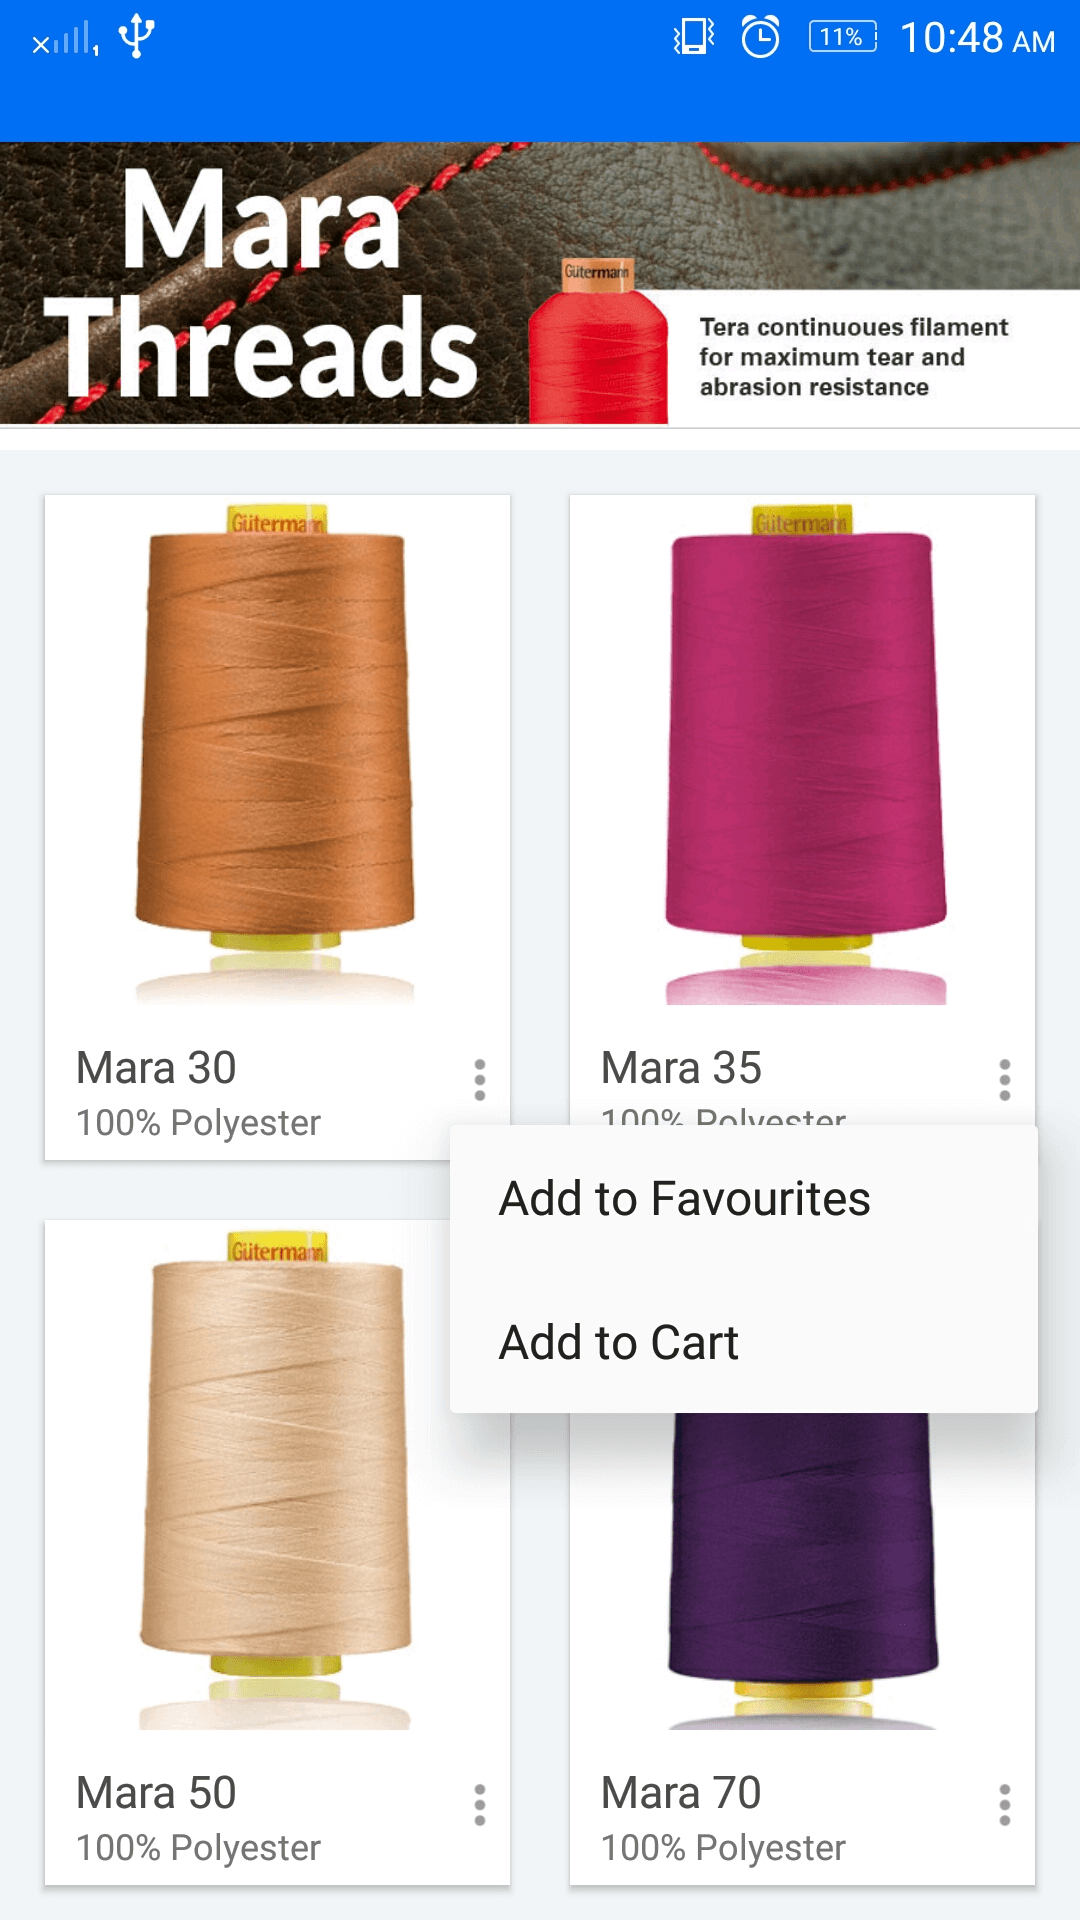 11%
10:48 AM
Mara
Threads
Gütermann
Tera continuoues filament
for maximum tear and
abrasion resistance
Gütermann
Gütermann
Mara 30
100% Polyester
Mara 35
100% Polyester
Add to Favourites
Add to Cart
Gütermann
Mara 50
100% Polyester
Mara 70
100% Polyester